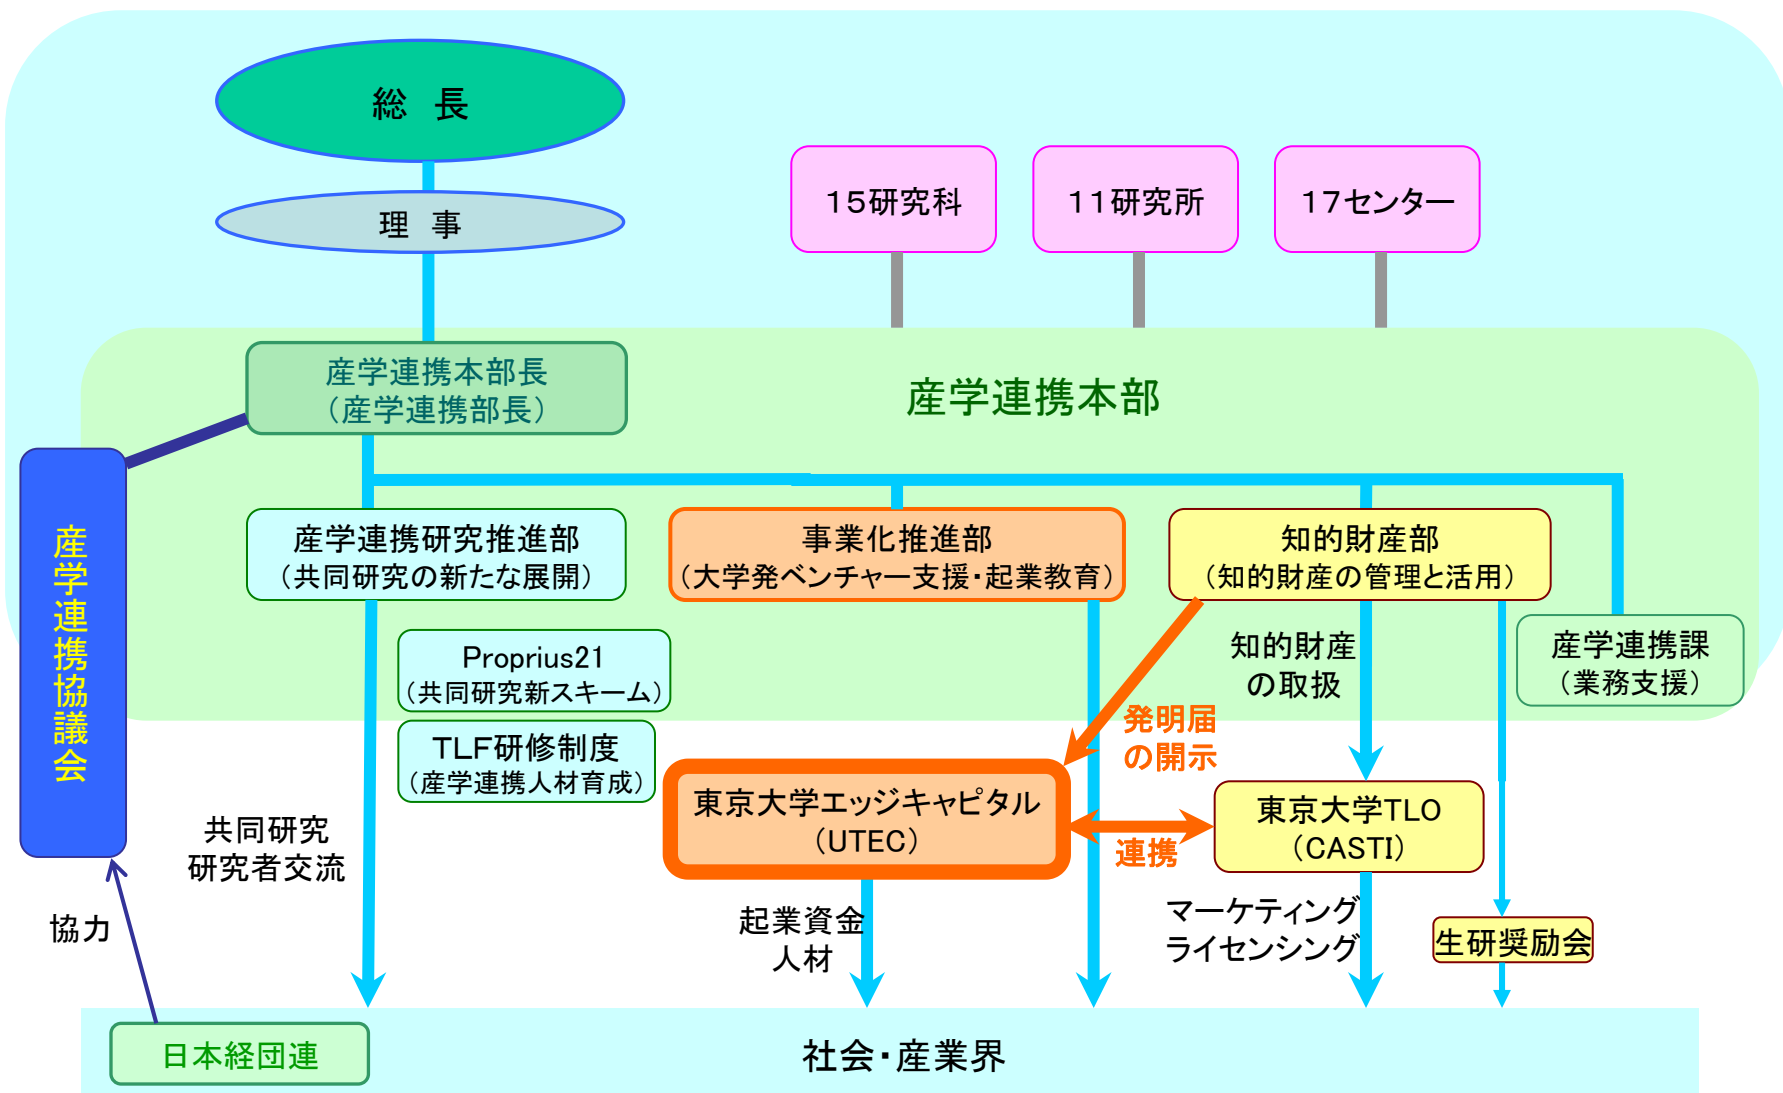 総 長
理 事
15研究科
11研究所
17センター
産学連携本部長
（産学連携部長）
産学連携本部
産学連携協議会
産学連携研究推進部
（共同研究の新たな展開）
事業化推進部
（大学発ベンチャー支援・起業教育）
知的財産部
（知的財産の管理と活用）
産学連携課
（業務支援）
Proprius21
（共同研究新スキーム）
TLF研修制度
（産学連携人材育成）
知的財産
の取扱
発明届
の開示
東京大学エッジキャピタル
（UTEC）
連携
東京大学TLO
（CASTI）
共同研究
研究者交流
協力
起業資金
人材
マーケティング
ライセンシング
生研奨励会
日本経団連
社会・産業界